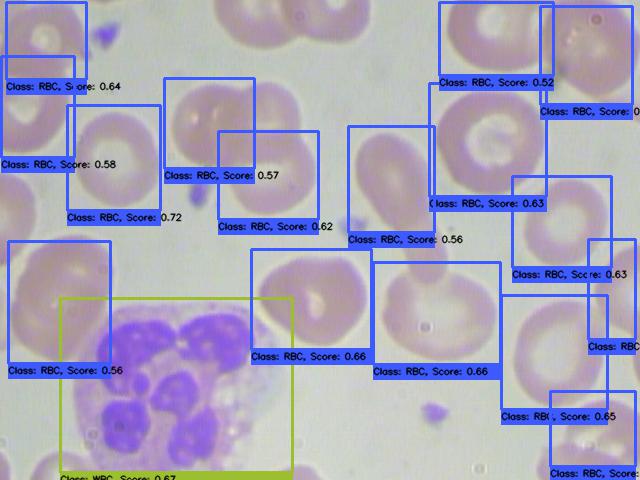 Class: RBC, Score: 0.64
Class: RBC, Score: 0.52
Class: RBC, Score: 0
Class: RBC, Score: 0.58
Class: RBC, Score: 0.57
Class: RBC, Score: 0.72
Class: RBC, Score: 0.62
Class: RBC, Score: 0.63
Class: RBC, Score: 0.56
Class: RBC, Score: 0.63
Class: RBC
Class: RBC, Score: 0.66
Class: RBC, Score: 0.56
Class: RBC, Score: 0.66
Class: RBC, Score: 0.65
Class: RBC, Score:
Class: WBC, Score: 0.67